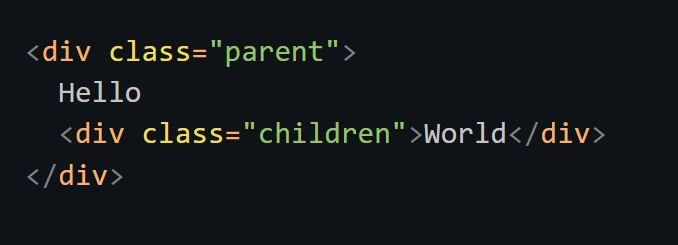 <div class="parent">
  Hello
  <div class="children">World</div>
</div>